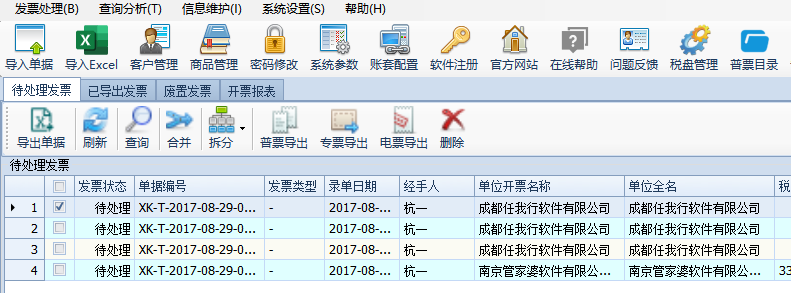 发票处理(B) 查询分析(T) 信息维护(I) 系统设置(S) 帮助(H)
导入单据 导入Excel 客户管理 商品管理 密码修改 系统参数 账套配置 软件注册 官方网站 在线帮助 问题反馈 税盘管理 普票目录
待处理发票 已导出发票 废置发票 开票报表
导出单据 刷新 查询 合并 拆分 普票导出 专票导出 电票导出 删除
待处理发票
发票状态 单据编号 发票类型 录单日期 经手人 单位开票名称 单位全名 税
1 待处理 XK-T-2017-08-29-0... - 2017-08-... 杭一 成都任我行软件有限公司 成都任我行软件有限公司
2 待处理 XK-T-2017-08-29-0... - 2017-08-... 杭一 成都任我行软件有限公司 成都任我行软件有限公司
3 待处理 XK-T-2017-08-29-0... - 2017-08-... 杭一 成都任我行软件有限公司 成都任我行软件有限公司
4 待处理 XK-T-2017-08-29-0... - 2017-08-... 杭一 南京管家婆软件有限公... 南京管家婆软件有限公... 33